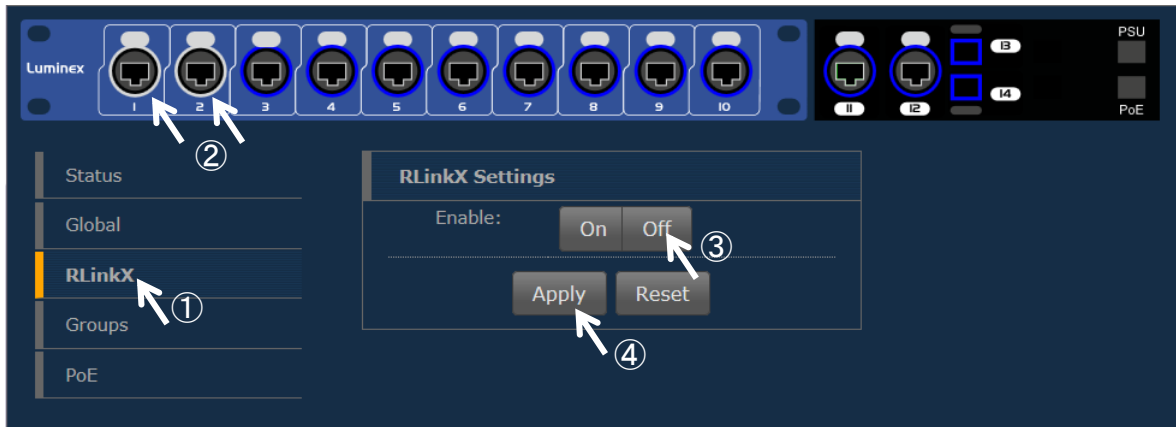 Luminex
1 2 3 4 5 6 7 8 9 10
11 12
13
14
PSU
PoE
②
Status
Global
RLinkX
①
Groups
PoE
RLinkX Settings
Enable:
On Off
③
Apply Reset
④